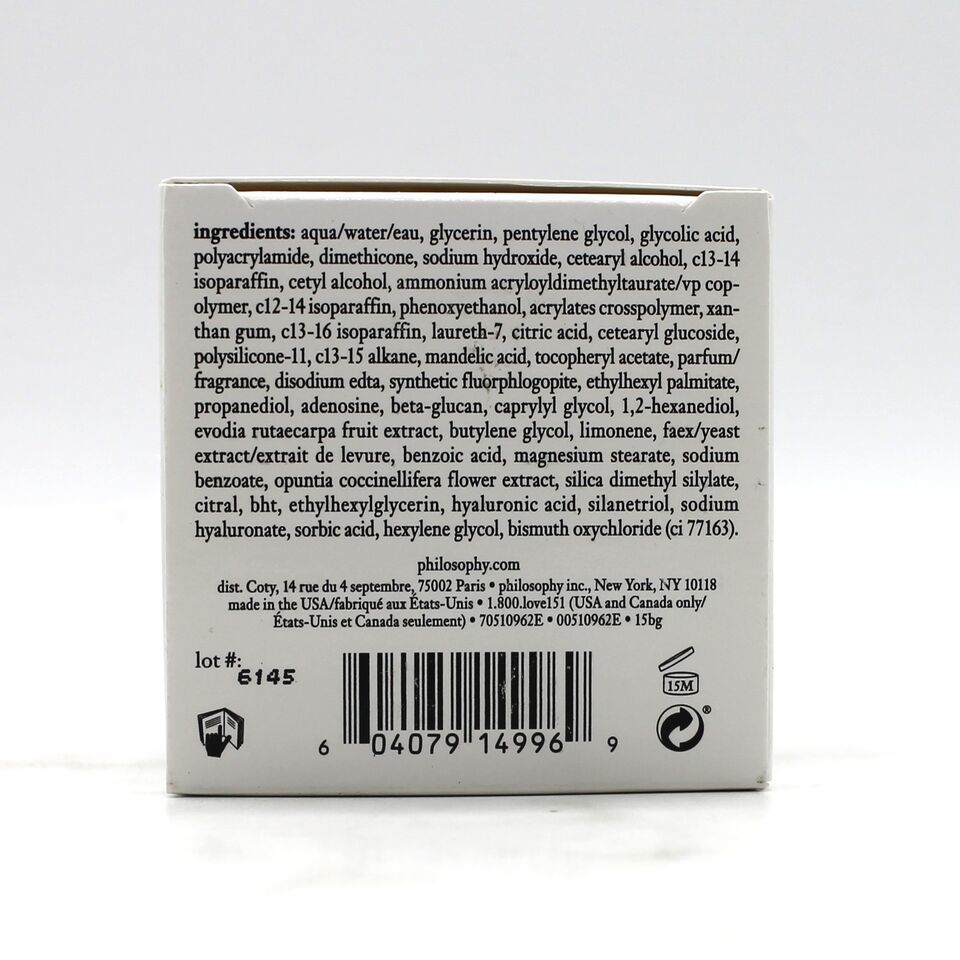 ingredients: aqua/water/eau, glycerin, pentylene glycol, glycolic acid,
polyacrylamide, dimethicone, sodium hydroxide, cetearyl alcohol, c13-14
isoparaffin, cetyl alcohol, ammonium acryloyldimethyltaurate/vp cop-
olymer, c12-14 isoparaffin, phenoxyethanol, acrylates crosspolymer, xan-
than gum, c13-16 isoparaffin, laureth-7, citric acid, cetearyl glucoside,
polysilicone-11, c13-15 alkane, mandelic acid, tocopheryl acetate, parfum/
fragrance, disodium edta, synthetic fluorphlogopite, ethylhexyl palmitate,
propanediol, adenosine, beta-glucan, caprylyl glycol, 1,2-hexanediol,
evodia rutaecarpa fruit extract, butylene glycol, limonene, faex/yeast
extract/extrait de levure, benzoic acid, magnesium stearate, sodium
benzoate, opuntia coccinellifera flower extract, silica dimethyl silylate,
citral, bht, ethylhexylglycerin, hyaluronic acid, silanetriol, sodium
hyaluronate, sorbic acid, hexylene glycol, bismuth oxychloride (ci 77163).
philosophy.com
dist. Coty, 14 rue du 4 septembre, 75002 Paris • philosophy inc., New York, NY 10118
made in the USA/fabriqué aux États-Unis • 1.800.love151 (USA and Canada only/
États-Unis et Canada seulement) • 70510962E • 00510962E • 15bg
lot #:
6145
15M
®
6 04079 14996 9